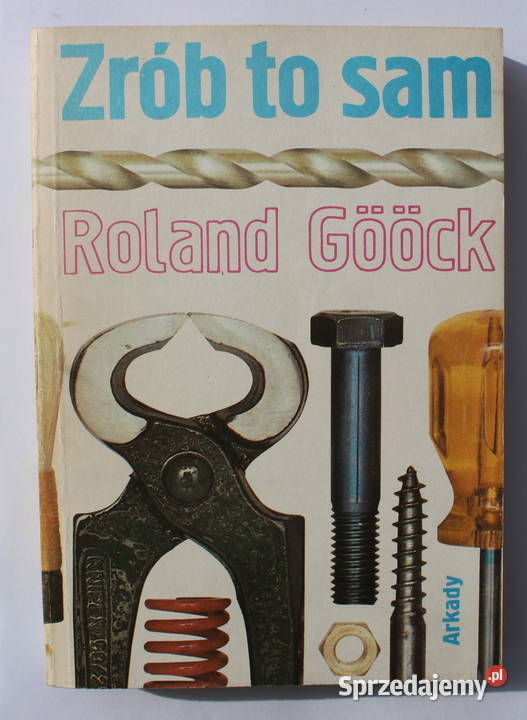 Zrób to sam
Roland Gööck
Arkady
Sprzedajemy.pl